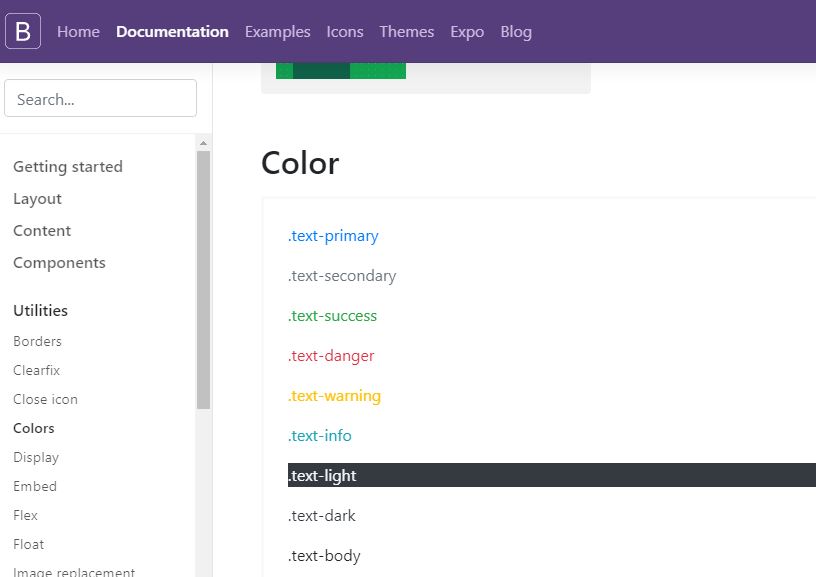 B Home Documentation Examples Icons Themes Expo Blog
Search...
Getting started
Layout
Content
Components
Utilities
Borders
Clearfix
Close icon
Colors
Display
Embed
Flex
Float
Image replacement
Color
.text-primary
.text-secondary
.text-success
.text-danger
.text-warning
.text-info
.text-light
.text-dark
.text-body